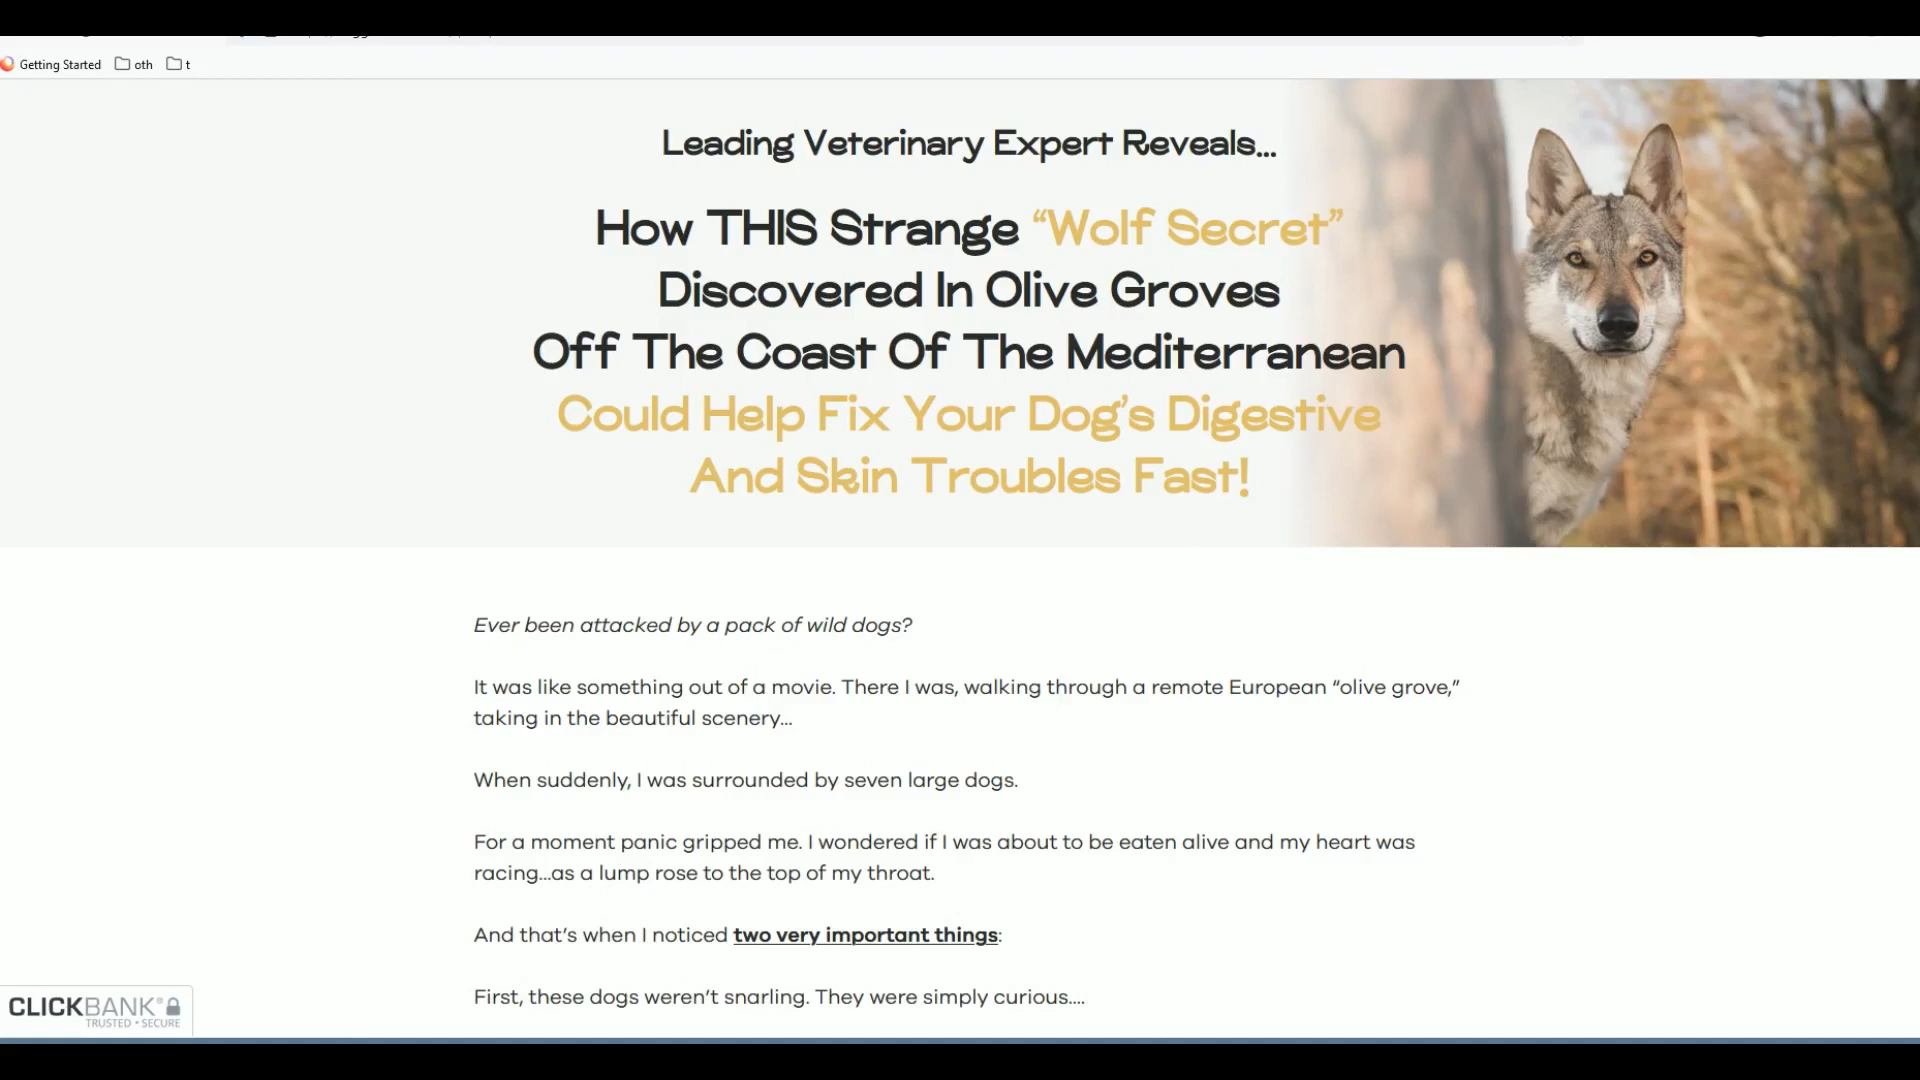 Getting Started oth t
Leading Veterinary Expert Reveals...
How THIS Strange “Wolf Secret”
Discovered In Olive Groves
Off The Coast Of The Mediterranean
Could Help Fix Your Dog’s Digestive
And Skin Troubles Fast!
Ever been attacked by a pack of wild dogs?
It was like something out of a movie. There I was, walking through a remote European “olive grove,”
taking in the beautiful scenery...
When suddenly, I was surrounded by seven large dogs.
For a moment panic gripped me. I wondered if I was about to be eaten alive and my heart was
racing...as a lump rose to the top of my throat.
And that’s when I noticed two very important things:
First, these dogs weren’t snarling. They were simply curious....
CLICKBANK®
TRUSTED • SECURE